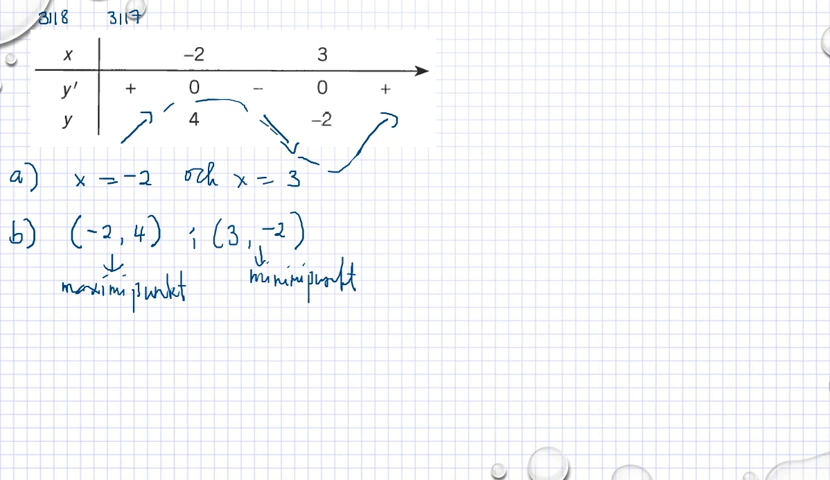 3118 3117
x -2 3
y' + 0 - 0 +
y 4 -2
a) x = -2 och x = 3
b) (-2, 4) ; (3, -2)
maximipunkt minimipunkt